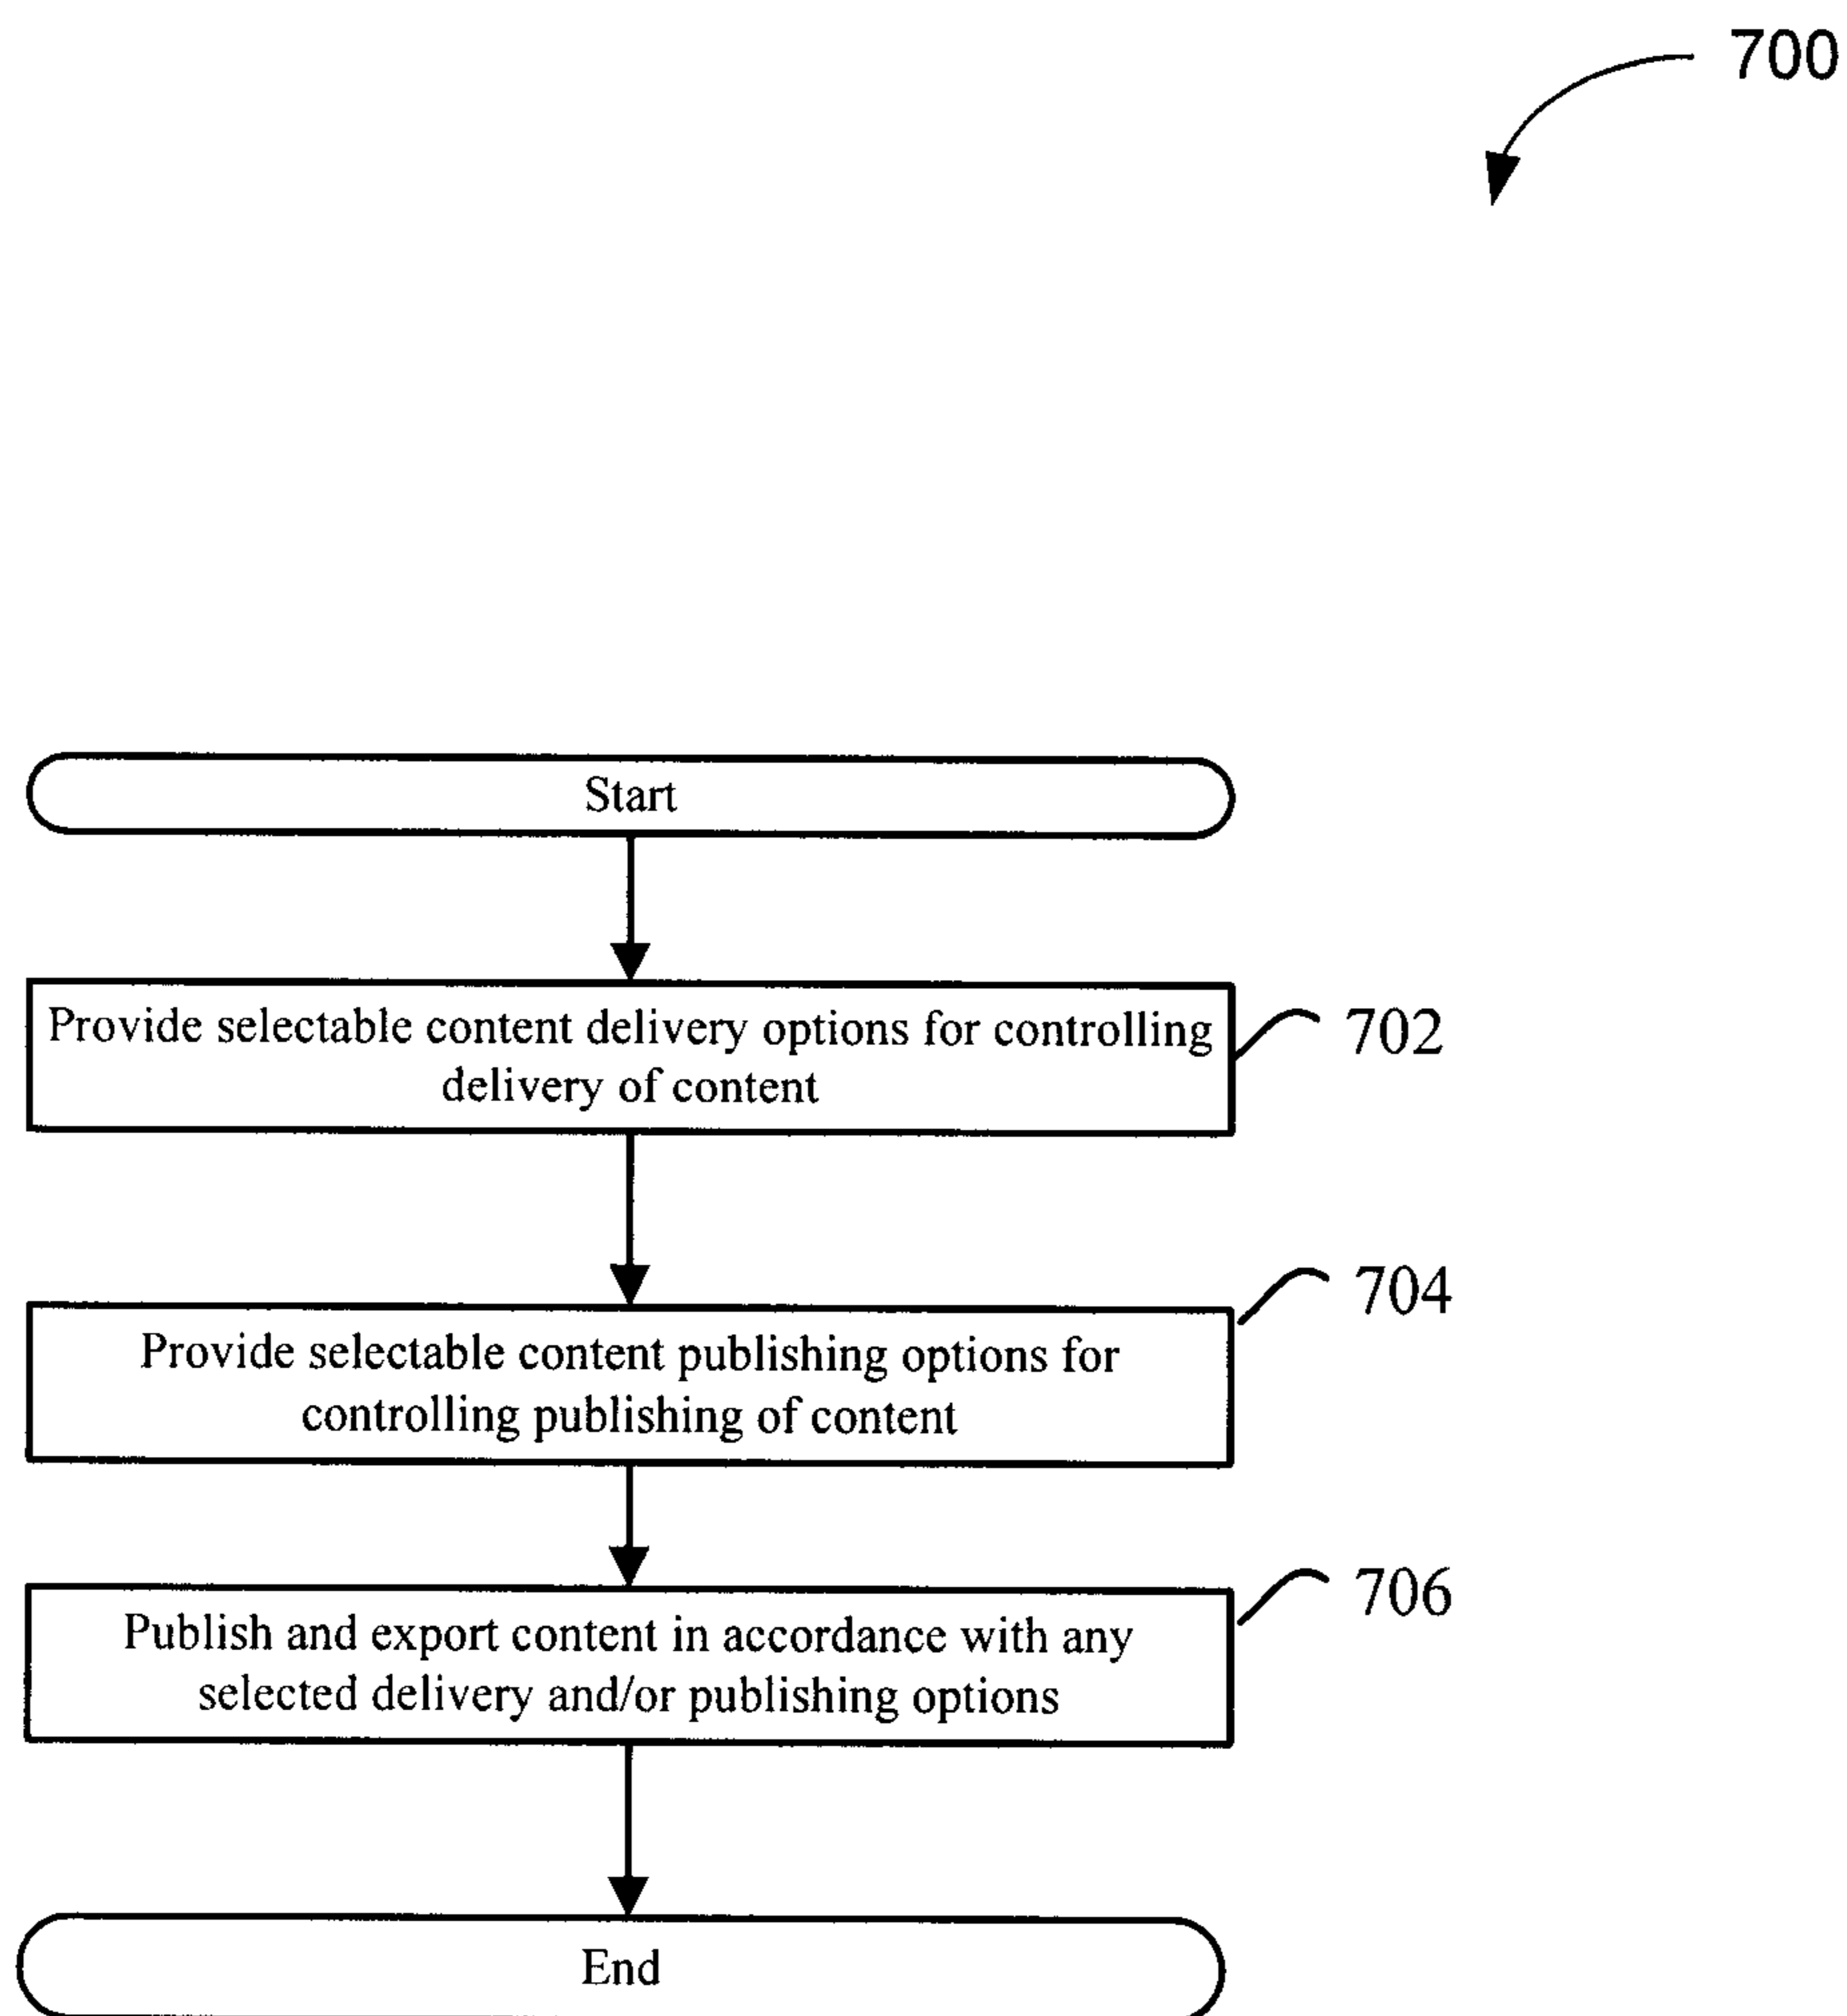 700
Start
Provide selectable content delivery options for controlling
delivery of content
702
704
Provide selectable content publishing options for
controlling publishing of content
706
Publish and export content in accordance with any
selected delivery and/or publishing options
End